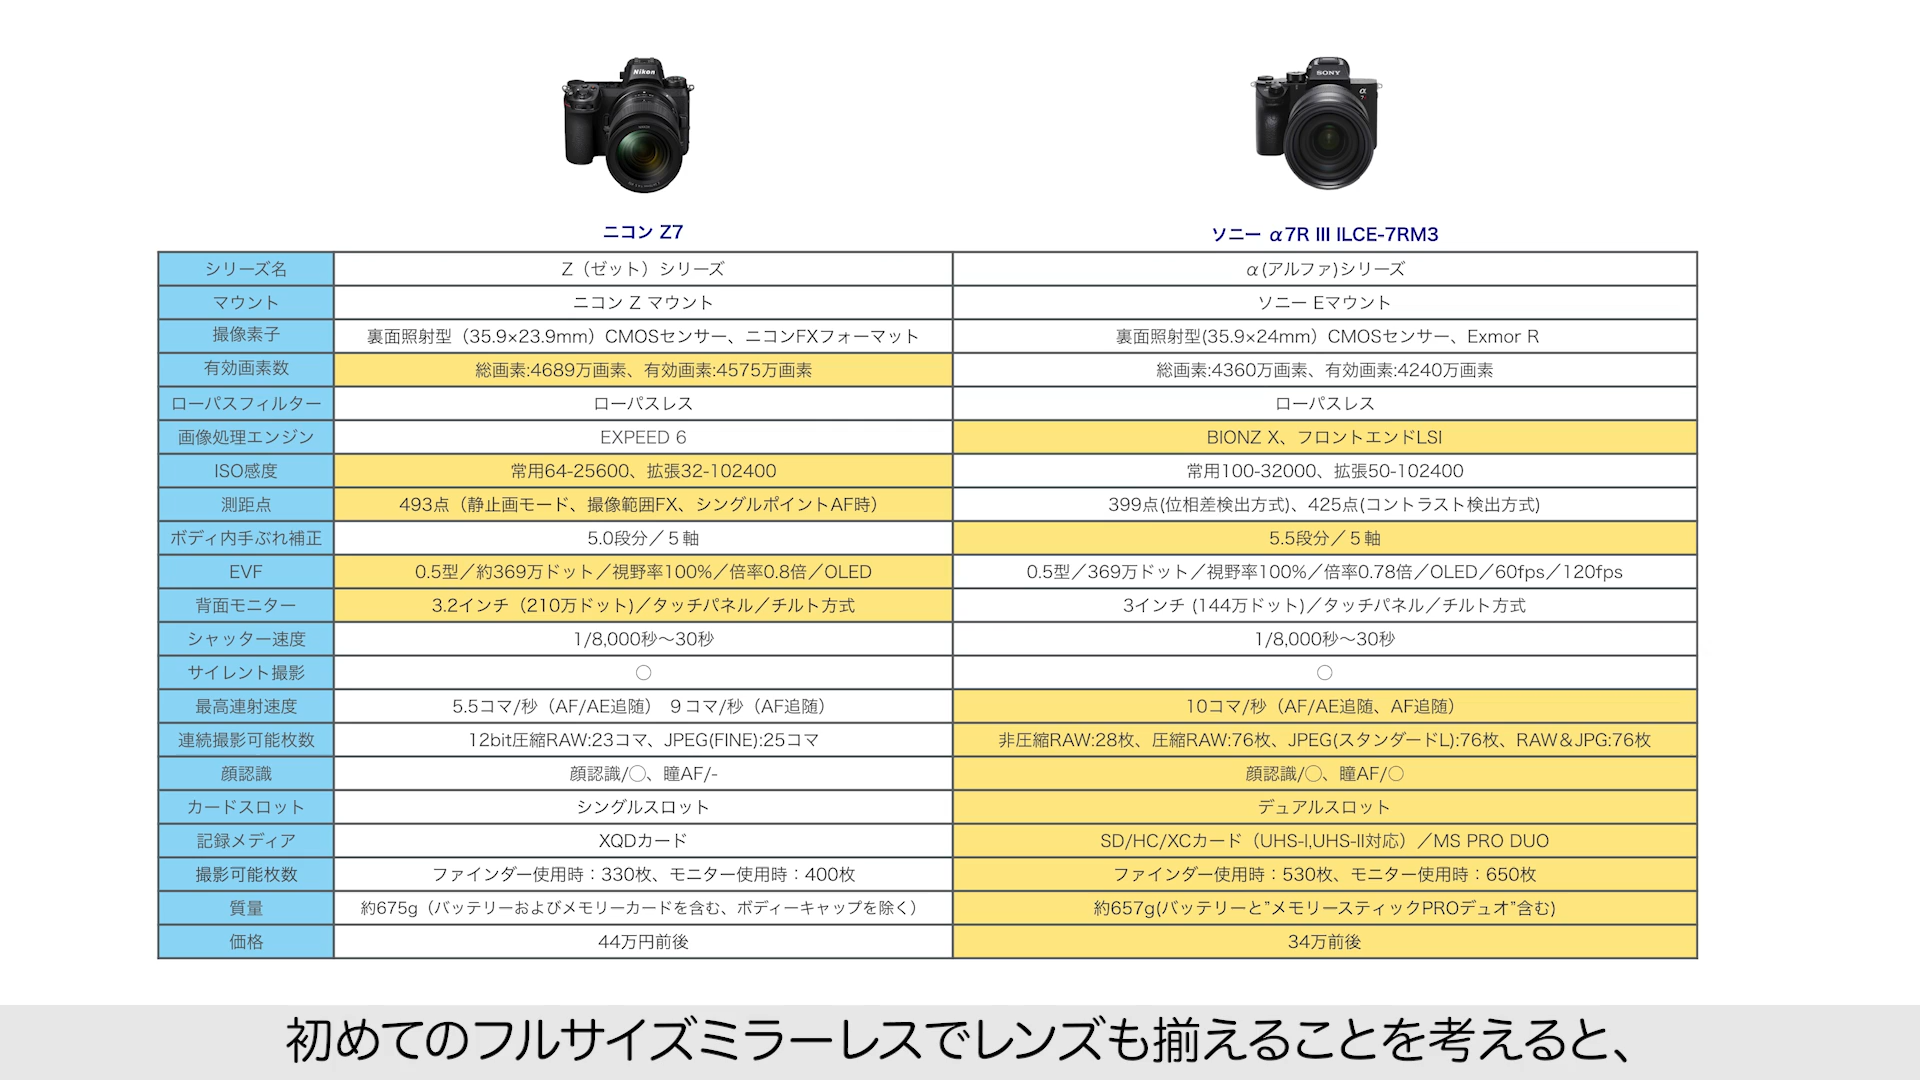 Nikon
SONY
α
7R
ニコン Z7
ソニー α7R III ILCE-7RM3
シリーズ名 Z（ゼット）シリーズ α(アルファ)シリーズ
マウント ニコン Z マウント ソニー Eマウント
撮像素子 裏面照射型（35.9×23.9mm）CMOSセンサー、ニコンFXフォーマット 裏面照射型(35.9×24mm）CMOSセンサー、Exmor R
有効画素数 総画素:4689万画素、有効画素:4575万画素 総画素:4360万画素、有効画素:4240万画素
ローパスフィルター ローパスレス ローパスレス
画像処理エンジン EXPEED 6 BIONZ X、フロントエンドLSI
ISO感度 常用64-25600、拡張32-102400 常用100-32000、拡張50-102400
測距点 493点（静止画モード、撮像範囲FX、シングルポイントAF時） 399点(位相差検出方式)、425点(コントラスト検出方式)
ボディ内手ぶれ補正 5.0段分／５軸 5.5段分／５軸
EVF 0.5型／約369万ドット／視野率100%／倍率0.8倍／OLED 0.5型／369万ドット／視野率100%／倍率0.78倍／OLED／60fps／120fps
背面モニター 3.2インチ（210万ドット)／タッチパネル／チルト方式 3インチ (144万ドット)／タッチパネル／チルト方式
シャッター速度 1/8,000秒〜30秒 1/8,000秒〜30秒
サイレント撮影 ○ ○
最高連射速度 5.5コマ/秒（AF/AE追随） ９コマ/秒（AF追随） 10コマ/秒（AF/AE追随、AF追随）
連続撮影可能枚数 12bit圧縮RAW:23コマ、JPEG(FINE):25コマ 非圧縮RAW:28枚、圧縮RAW:76枚、JPEG(スタンダードL):76枚、RAW＆JPG:76枚
顔認識 顔認識/○、瞳AF/- 顔認識/○、瞳AF/○
カードスロット シングルスロット デュアルスロット
記録メディア XQDカード SD/HC/XCカード（UHS-I,UHS-II対応）／MS PRO DUO
撮影可能枚数 ファインダー使用時：330枚、モニター使用時：400枚 ファインダー使用時：530枚、モニター使用時：650枚
質量 約675g（バッテリーおよびメモリーカードを含む、ボディーキャップを除く） 約657g(バッテリーと”メモリースティックPROデュオ”含む)
価格 44万円前後 34万前後
初めてのフルサイズミラーレスでレンズも揃えることを考えると、